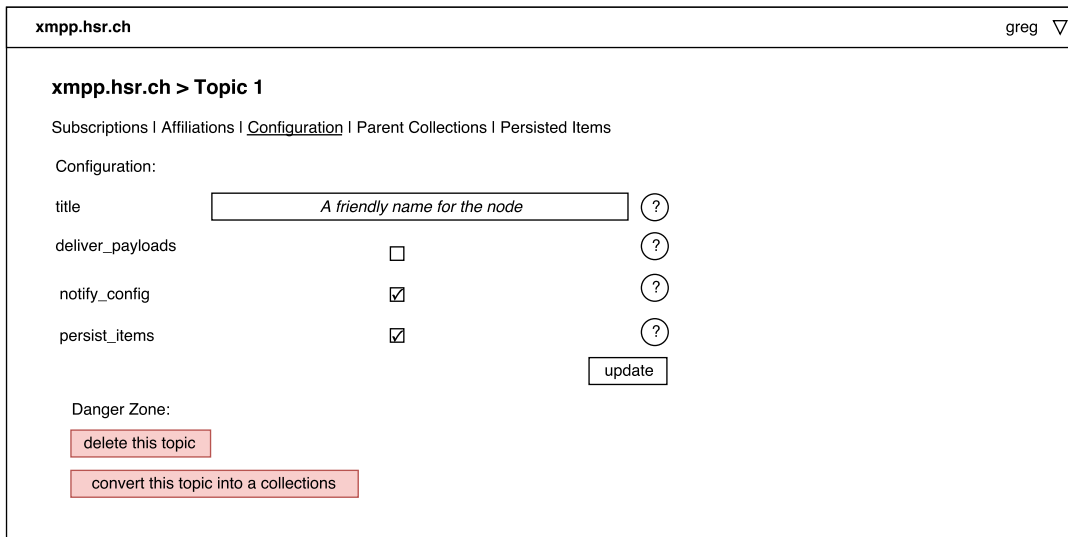 xmpp.hsr.ch greg ▽
xmpp.hsr.ch > Topic 1
Subscriptions | Affiliations | Configuration | Parent Collections | Persisted Items
Configuration:
title A friendly name for the node ?
deliver_payloads ☐ ?
notify_config ☑ ?
persist_items ☑ ?
update
Danger Zone:
delete this topic
convert this topic into a collections